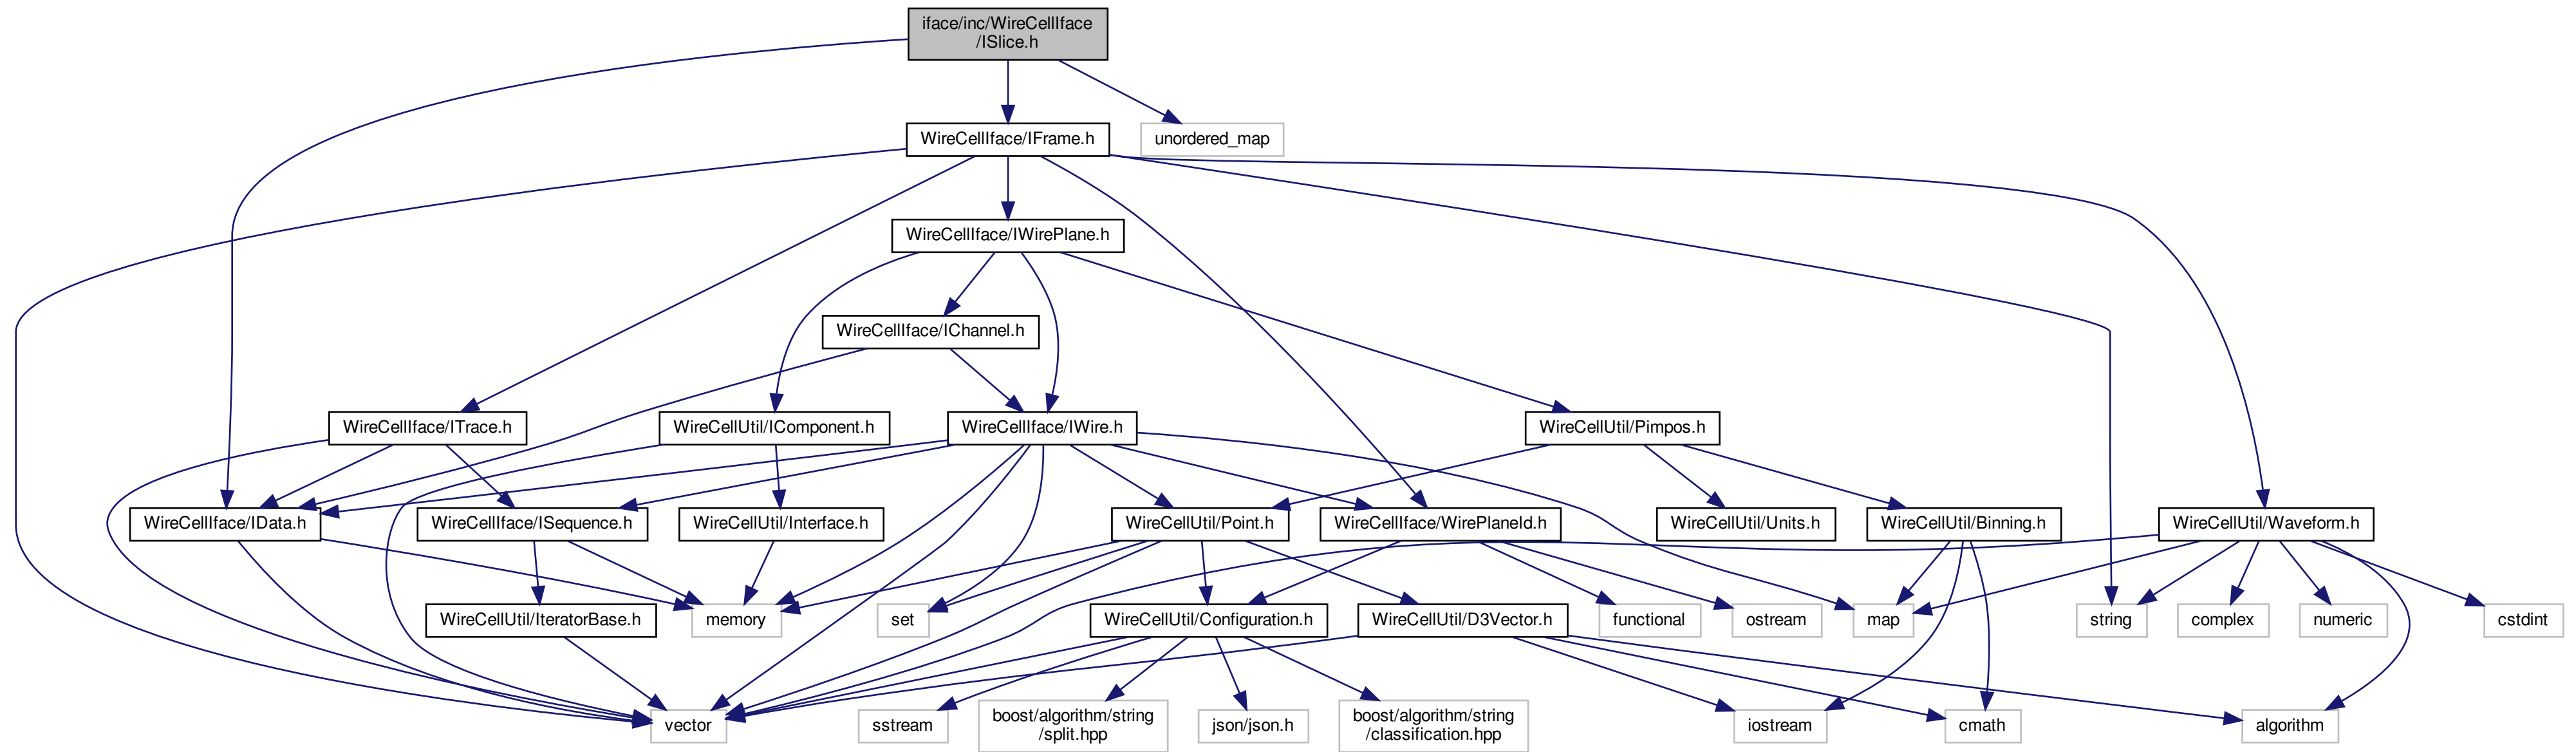 iface/inc/WireCellIface
/ISlice.h
WireCellIface/IFrame.h
unordered_map
WireCellIface/IWirePlane.h
WireCellIface/IChannel.h
WireCellIface/ITrace.h
WireCellUtil/IComponent.h
WireCellIface/IWire.h
WireCellUtil/Pimpos.h
WireCellIface/IData.h
WireCellIface/ISequence.h
WireCellUtil/Interface.h
WireCellUtil/Point.h
WireCellIface/WirePlaneId.h
WireCellUtil/Units.h
WireCellUtil/Binning.h
WireCellUtil/Waveform.h
WireCellUtil/IteratorBase.h
memory
set
WireCellUtil/Configuration.h
WireCellUtil/D3Vector.h
functional
ostream
map
string
complex
numeric
cstdint
vector
sstream
boost/algorithm/string
/split.hpp
json/json.h
boost/algorithm/string
/classification.hpp
iostream
cmath
algorithm